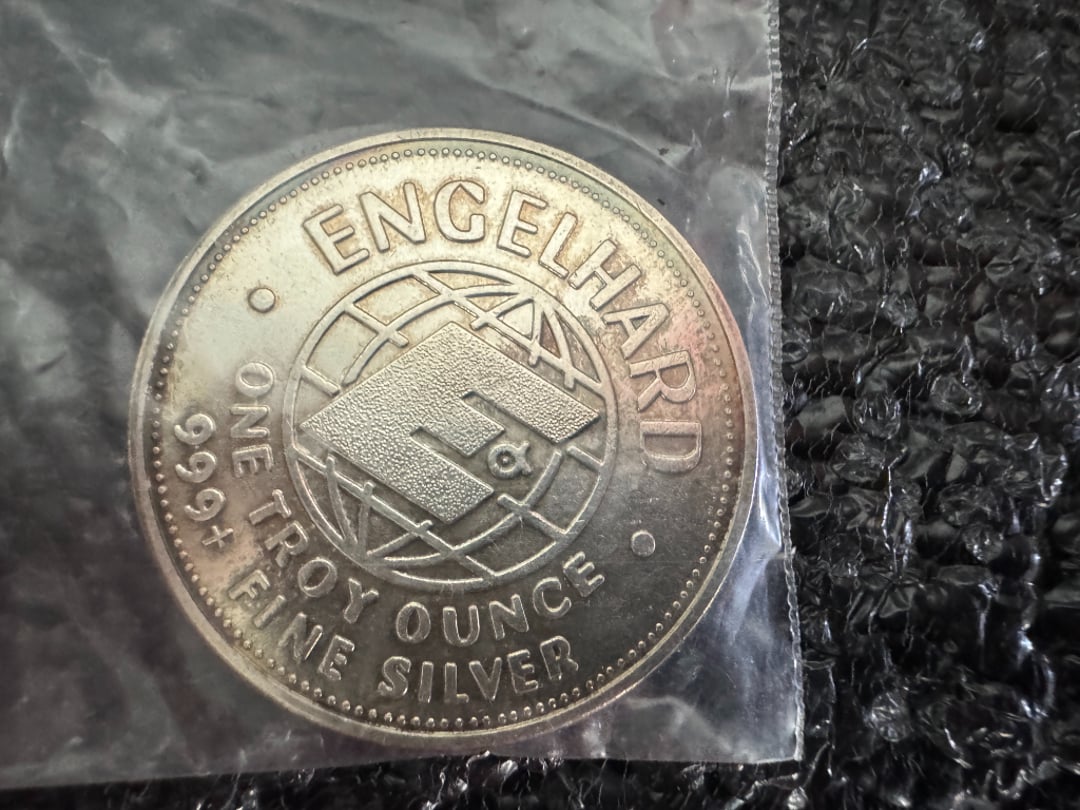 ENGELHARD
ONE TROY OUNCE
999+ FINE SILVER